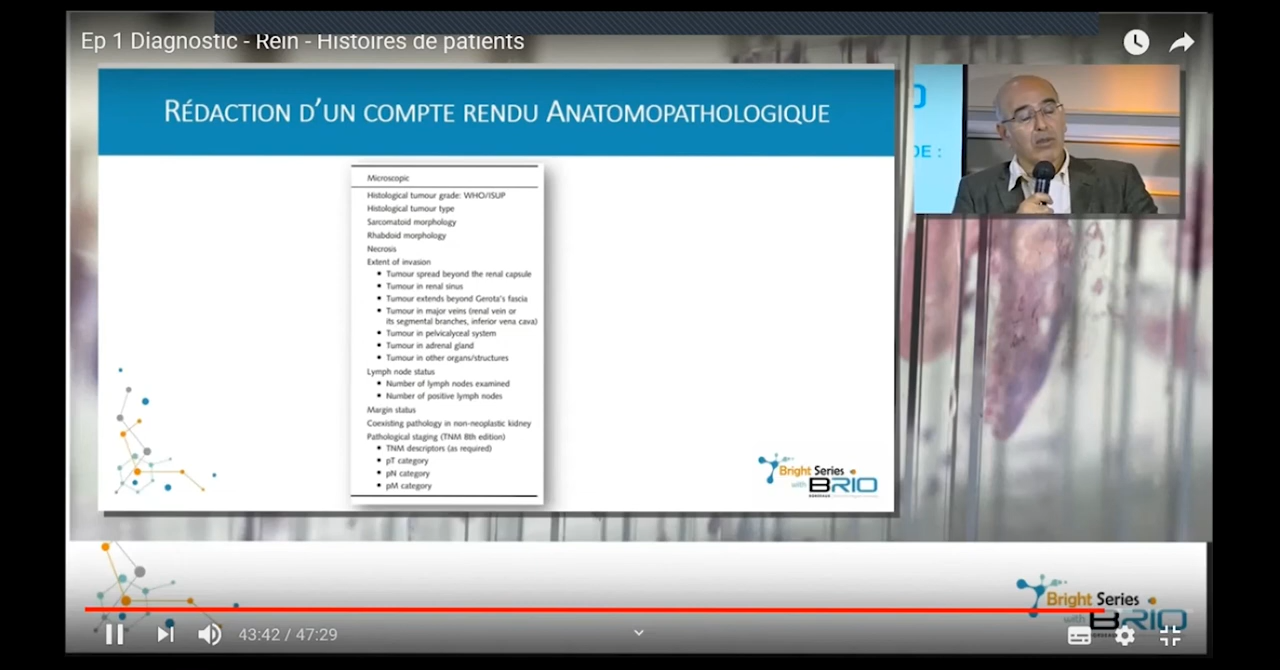 Ep 1 Diagnostic - Rein - Histoires de patients
RÉDACTION D'UN COMPTE RENDU ANATOMOPATHOLOGIQUE
DE :
Microscopic
Histological tumour grade: WHO/ISUP
Histological tumour type
Sarcomatoid morphology
Rhabdoid morphology
Necrosis
Extent of invasion
• Tumour spread beyond the renal capsule
• Tumour in renal sinus
• Tumour extends beyond Gerota's fascia
• Tumour in major veins (renal vein or
its segmental branches, inferior vena cava)
• Tumour in pelvicalyceal system
• Tumour in adrenal gland
• Tumour in other organs/structures
Lymph node status
• Number of lymph nodes examined
• Number of positive lymph nodes
Margin status
Coexisting pathology in non-neoplastic kidney
Pathological staging (TNM 8th edition)
• TNM descriptors (as required)
• pT category
• pN category
• pM category
Bright Series
with BRIO
Bright Series
with BRIO
43:42 / 47:29